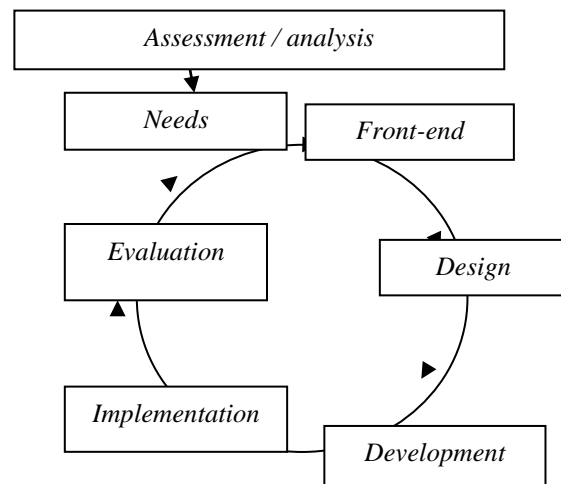 Assessment / analysis
Needs
Front-end
Evaluation
Design
Implementation
Development